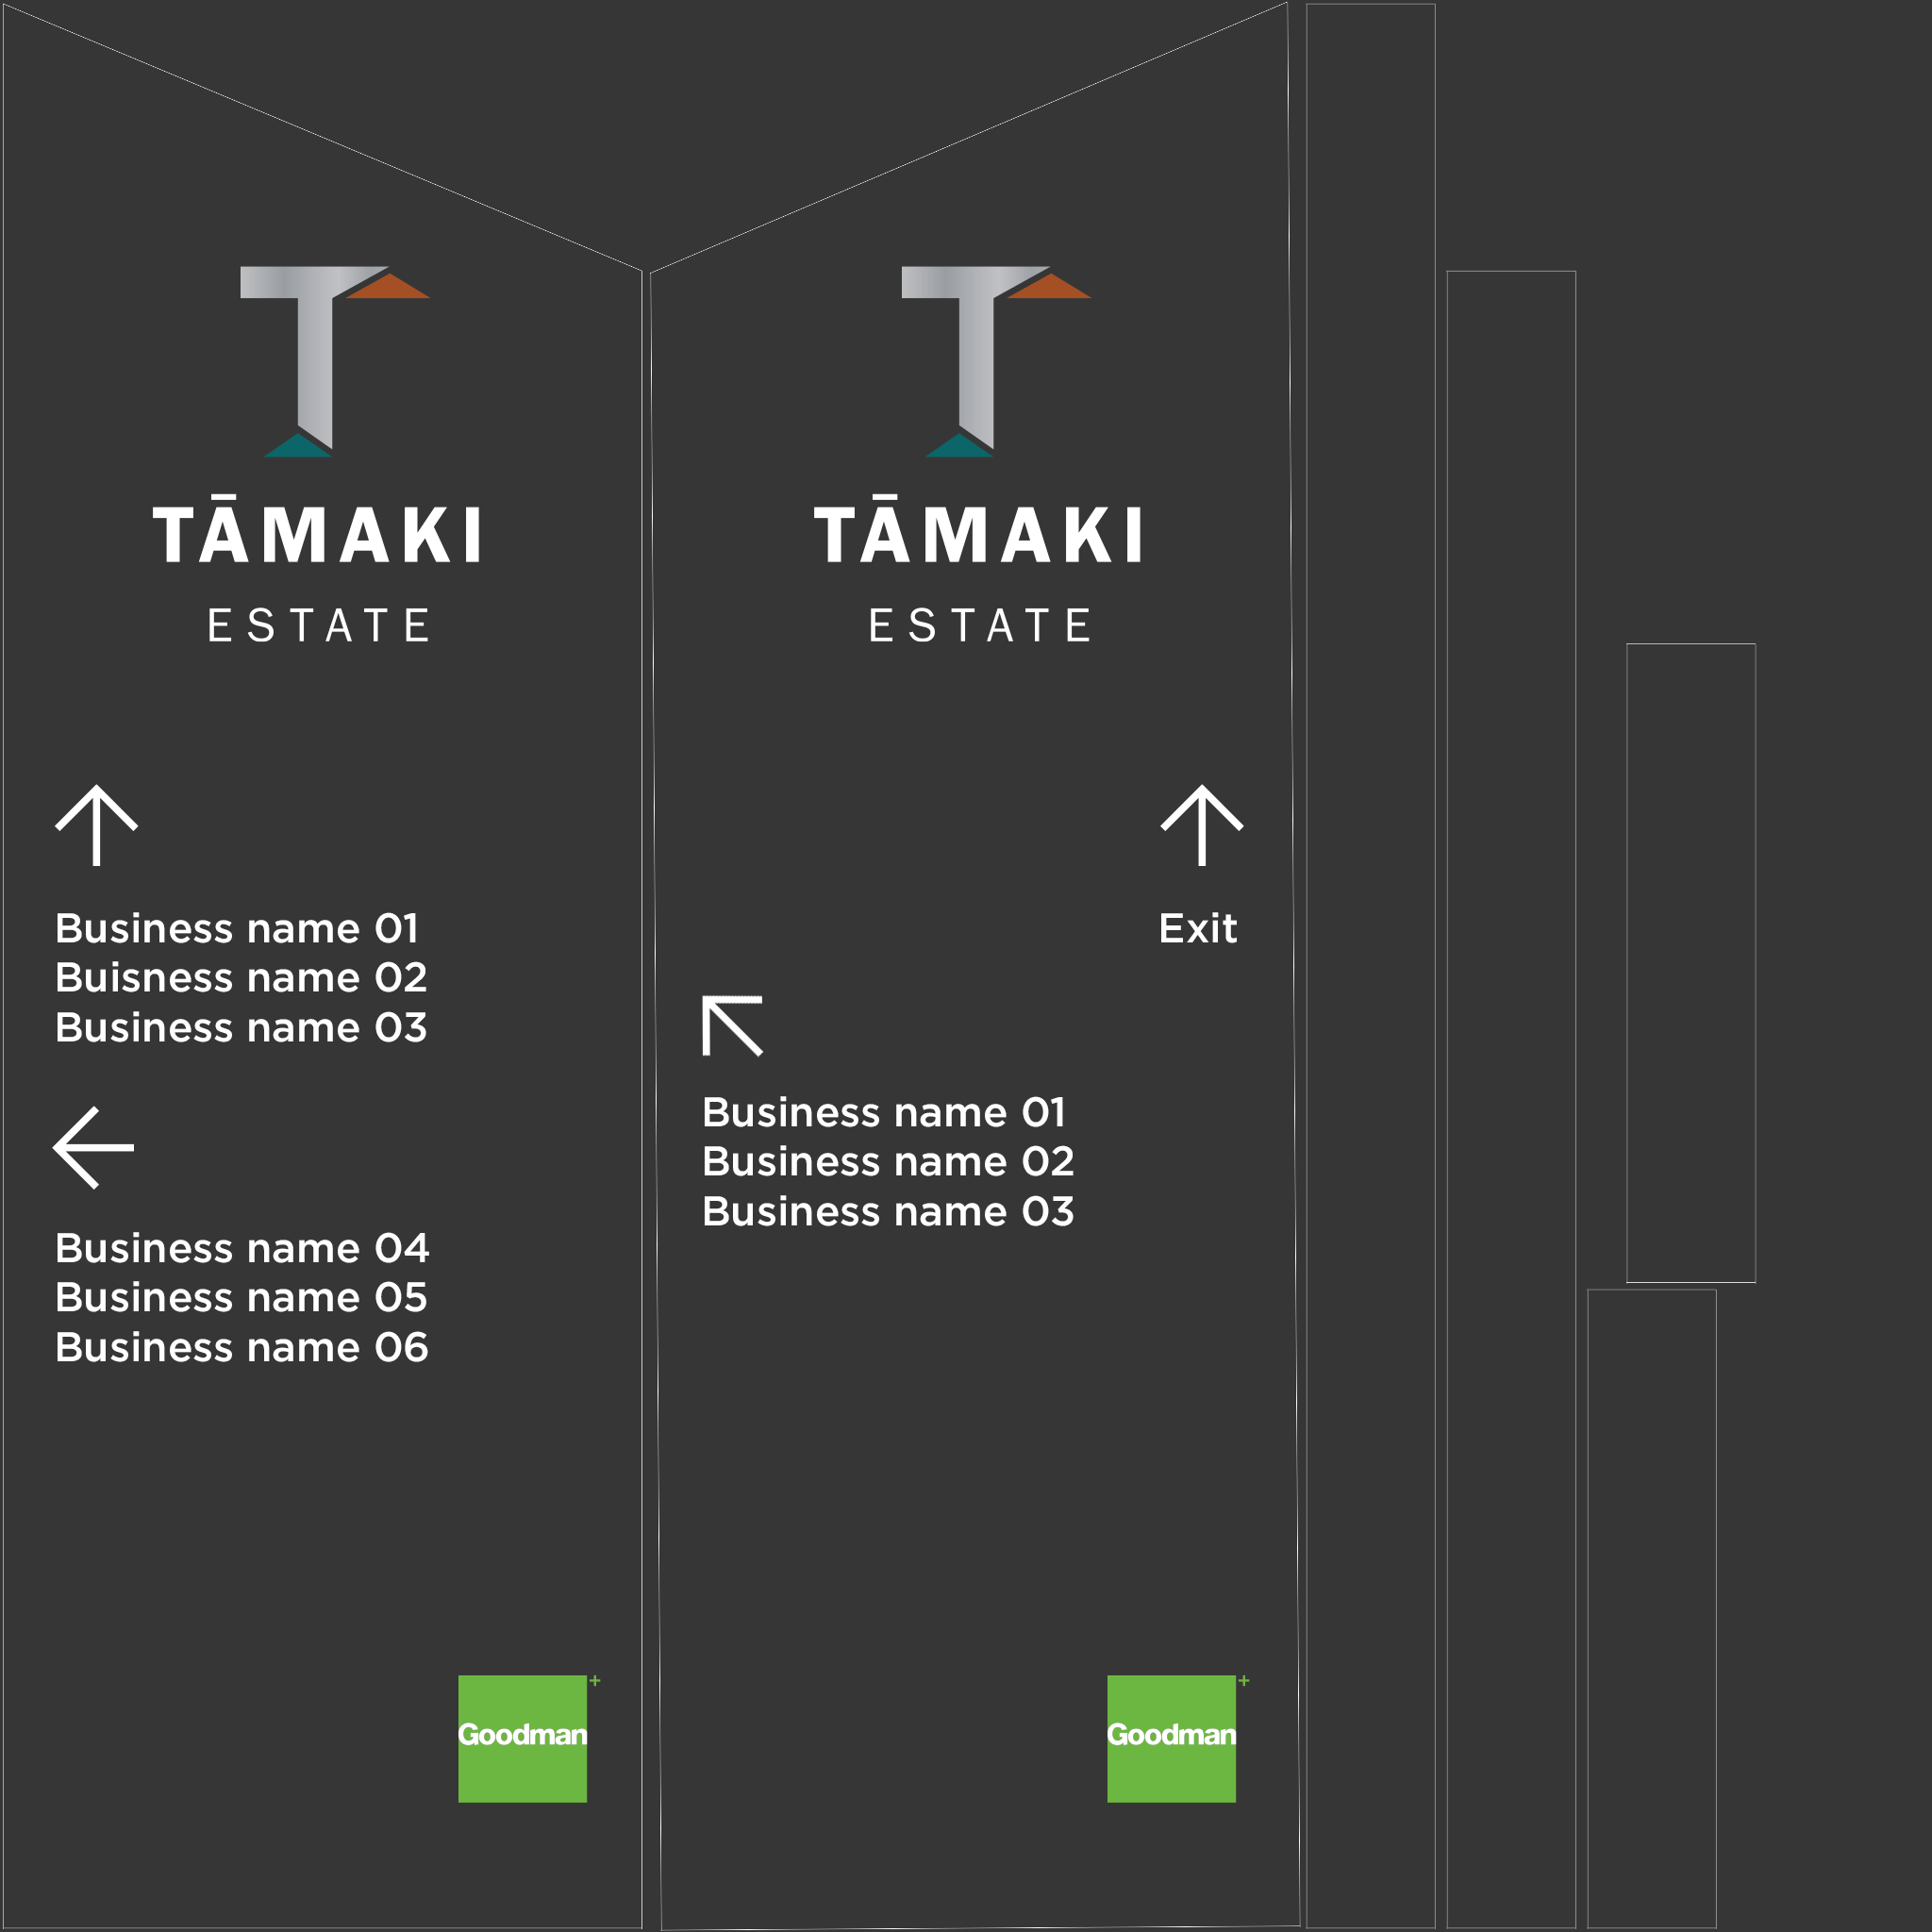 TĀMAKI
ESTATE
Business name 01
Buisness name 02
Business name 03
Business name 04
Business name 05
Business name 06
Goodman
+
TĀMAKI
ESTATE
Exit
Business name 01
Business name 02
Business name 03
Goodman
+